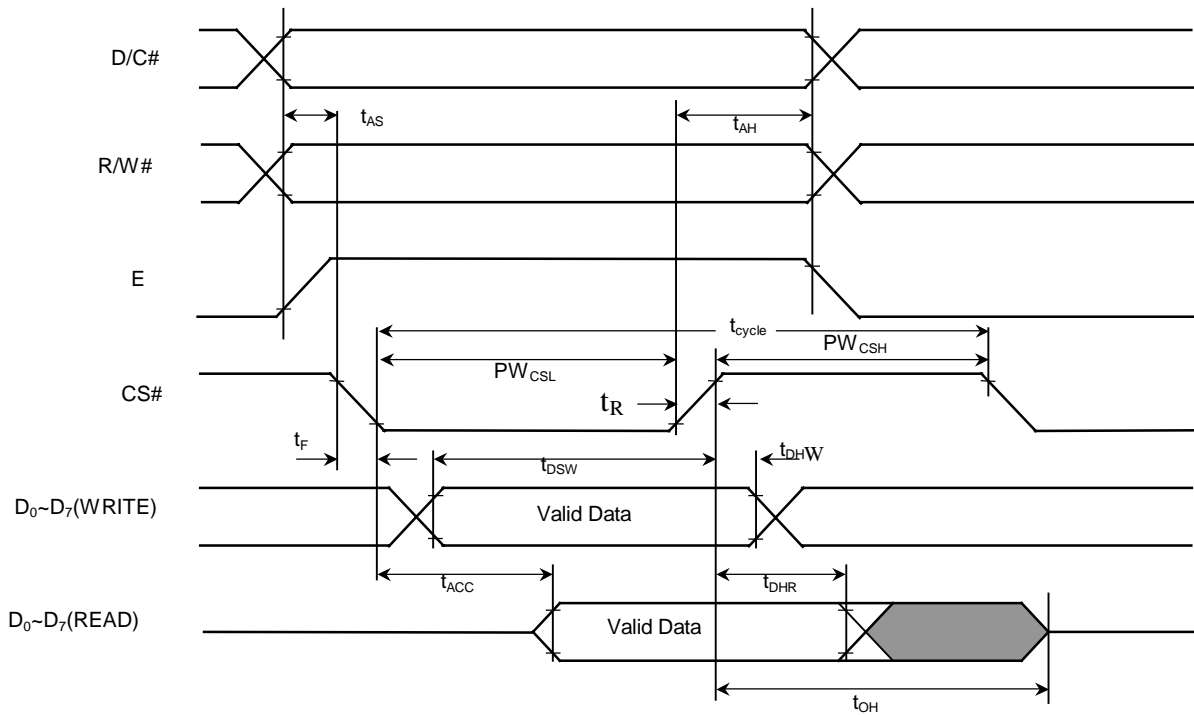 D/C#
tAS
tAH
R/W#
E
tcycle
PWCSL
PWCSH
CS#
tR
tF
tDSW
tDHW
D0~D7(WRITE)
Valid Data
tACC
tDHR
D0~D7(READ)
Valid Data
tOH